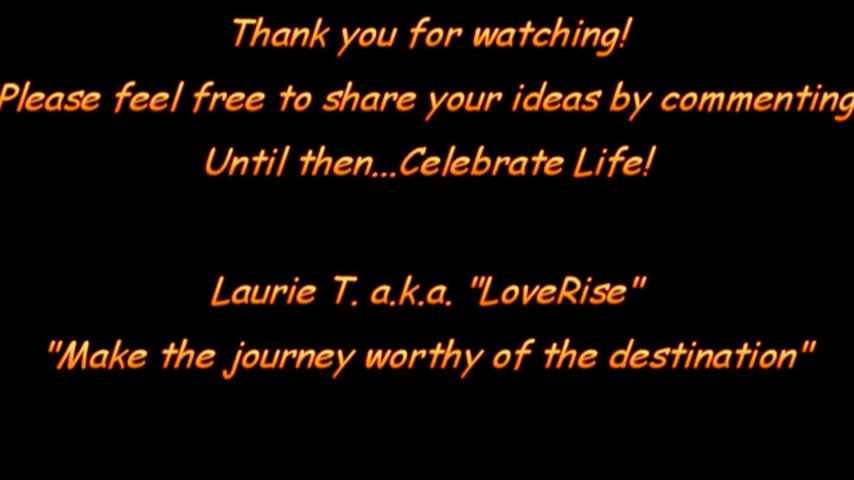 Thank you for watching!
Please feel free to share your ideas by commenting
Until then...Celebrate Life!
Laurie T. a.k.a. "LoveRise"
"Make the journey worthy of the destination"